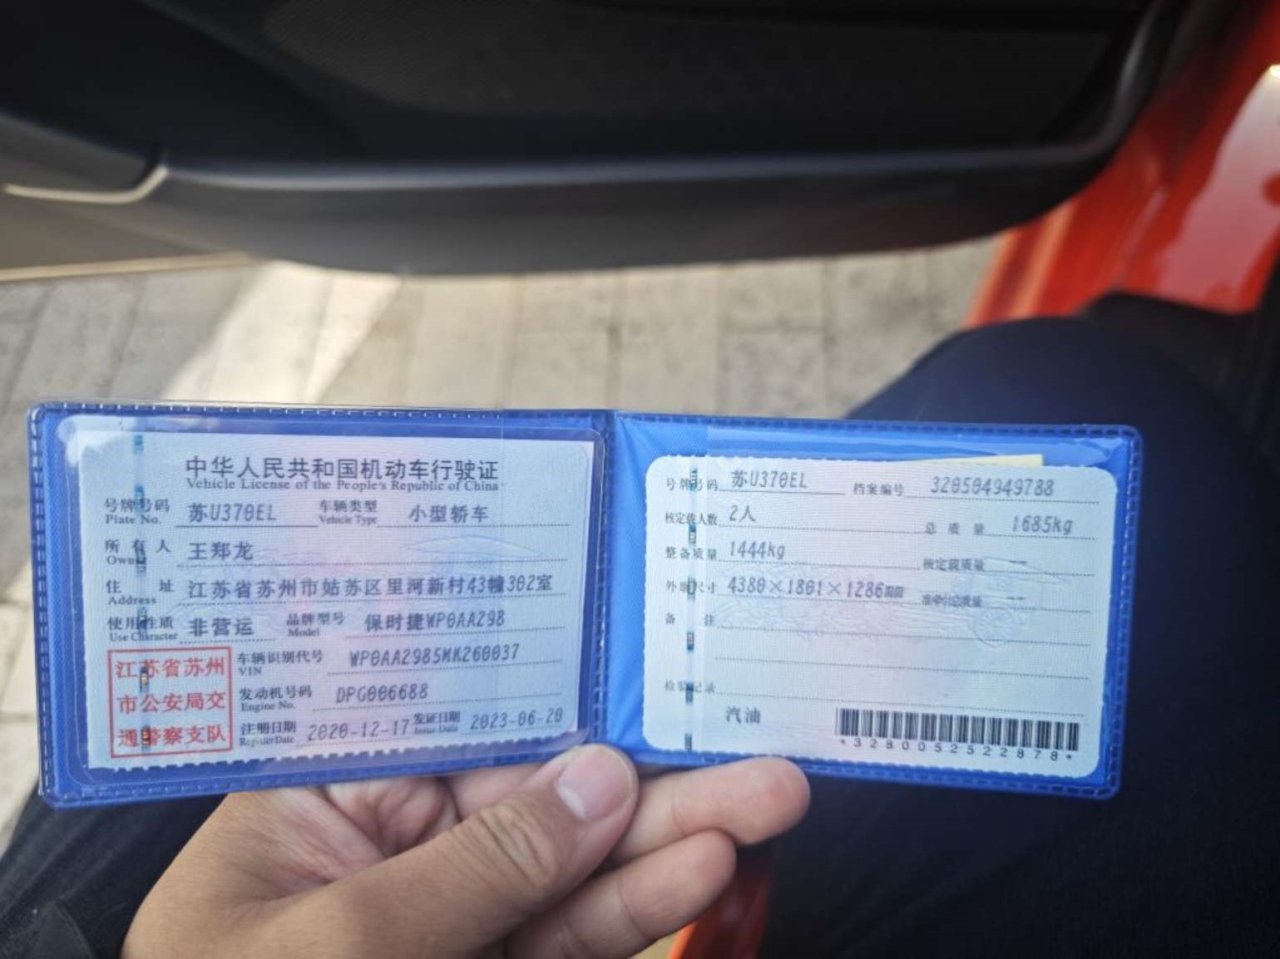 中华人民共和国机动车行驶证
Vehicle License of the People's Republic of China
号牌号码 苏U370EL 车辆类型 小型轿车
Plate No. Vehicle Type
所有人 王郑龙
Owner
住址 江苏省苏州市姑苏区里河新村43幢302室
Address
使用性质 非营运 品牌型号 保时捷WP0AA298
Use Character Model
江苏省苏州
市公安局交
通警察支队
车辆识别代号 WP0AA2985MK260037
VIN
发动机号码 DPG006688
Engine No.
注册日期 2020-12-17 发证日期 2023-06-20
Register Date Issue Date
号牌号码 苏U370EL 档案编号 320504949788
核定载人数 2人 总质量 1685kg
整备质量 1444kg 核定载质量 --
外廓尺寸 4380×1801×1286mm 准牵引总质量 --
备注
检验记录
汽油
*3280052522878*